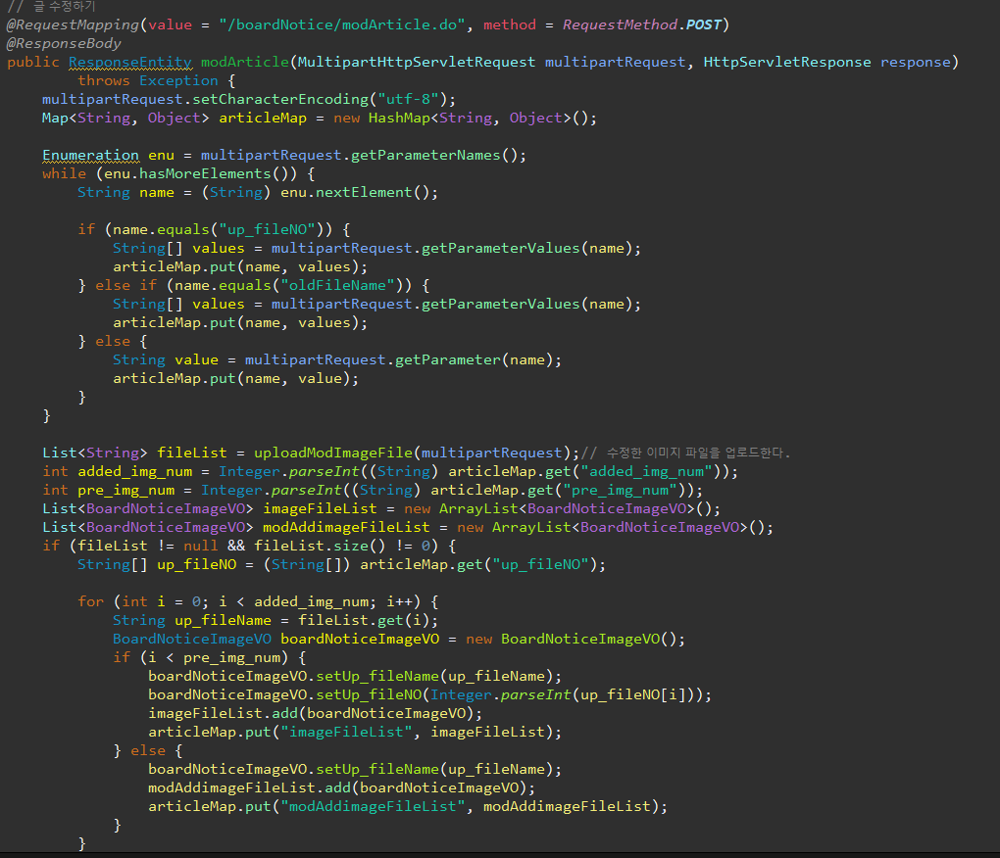 // 글 수정하기
@RequestMapping(value = "/boardNotice/modArticle.do", method = RequestMethod.POST)
@ResponseBody
public ResponseEntity modArticle(MultipartHttpServletRequest multipartRequest, HttpServletResponse response)
        throws Exception {
    multipartRequest.setCharacterEncoding("utf-8");
    Map<String, Object> articleMap = new HashMap<String, Object>();

    Enumeration enu = multipartRequest.getParameterNames();
    while (enu.hasMoreElements()) {
        String name = (String) enu.nextElement();

        if (name.equals("up_fileNO")) {
            String[] values = multipartRequest.getParameterValues(name);
            articleMap.put(name, values);
        } else if (name.equals("oldFileName")) {
            String[] values = multipartRequest.getParameterValues(name);
            articleMap.put(name, values);
        } else {
            String value = multipartRequest.getParameter(name);
            articleMap.put(name, value);
        }
    }

    List<String> fileList = uploadModImageFile(multipartRequest);// 수정한 이미지 파일을 업로드한다.
    int added_img_num = Integer.parseInt((String) articleMap.get("added_img_num"));
    int pre_img_num = Integer.parseInt((String) articleMap.get("pre_img_num"));
    List<BoardNoticeImageVO> imageFileList = new ArrayList<BoardNoticeImageVO>();
    List<BoardNoticeImageVO> modAddimageFileList = new ArrayList<BoardNoticeImageVO>();
    if (fileList != null && fileList.size() != 0) {
        String[] up_fileNO = (String[]) articleMap.get("up_fileNO");

        for (int i = 0; i < added_img_num; i++) {
            String up_fileName = fileList.get(i);
            BoardNoticeImageVO boardNoticeImageVO = new BoardNoticeImageVO();
            if (i < pre_img_num) {
                boardNoticeImageVO.setUp_fileName(up_fileName);
                boardNoticeImageVO.setUp_fileNO(Integer.parseInt(up_fileNO[i]));
                imageFileList.add(boardNoticeImageVO);
                articleMap.put("imageFileList", imageFileList);
            } else {
                boardNoticeImageVO.setUp_fileName(up_fileName);
                modAddimageFileList.add(boardNoticeImageVO);
                articleMap.put("modAddimageFileList", modAddimageFileList);
            }
        }